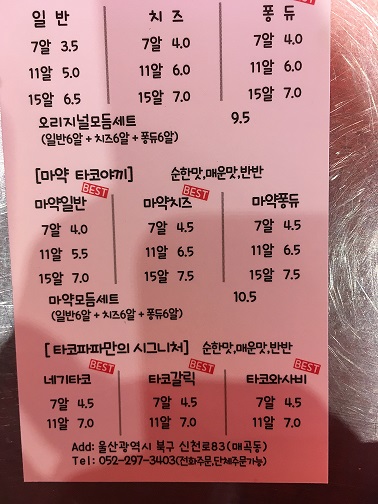 BEST
일 반 치 즈 퐁 듀
7알 3.5 7알 4.0 7알 4.0
11알 5.0 11알 6.0 11알 6.0
15알 6.5 15알 7.0 15알 7.0
오리지널모듬세트 9.5
(일반6알 + 치즈6알 + 퐁듀6알)
[마약 타코야끼] 순한맛,매운맛,반반
BEST BEST
마약일반 마약치즈 마약퐁듀
7알 4.0 7알 4.5 7알 4.5
11알 5.5 11알 6.5 11알 6.5
15알 7.0 15알 7.5 15알 7.5
마약모듬세트 10.5
(일반6알 + 치즈6알 + 퐁듀6알)
[ 타코파파만의 시그니처] 순한맛,매운맛,반반
BEST BEST BEST
네기타코 타코갈릭 타코와사비
7알 4.5 7알 4.5 7알 4.5
11알 7.0 11알 7.0 11알 7.0
Add: 울산광역시 북구 신천로83(매곡동)
Tel: 052-297-3403(전화주문,단체주문가능)